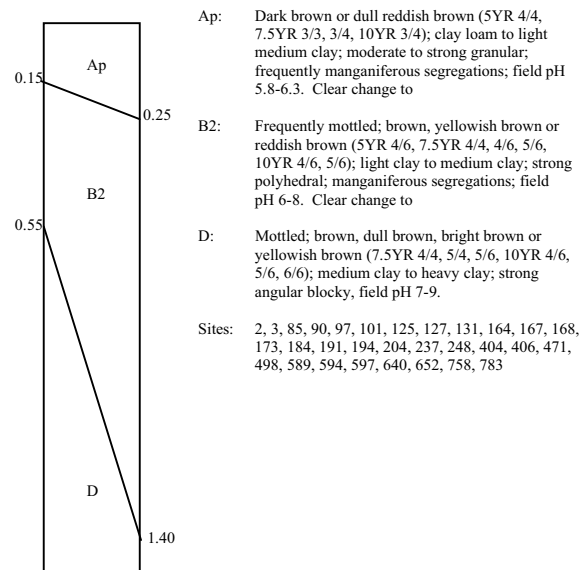 Ap
0.15
0.25
B2
0.55
D
1.40
Ap: Dark brown or dull reddish brown (5YR 4/4,
7.5YR 3/3, 3/4, 10YR 3/4); clay loam to light
medium clay; moderate to strong granular;
frequently manganiferous segregations; field pH
5.8-6.3. Clear change to
B2: Frequently mottled; brown, yellowish brown or
reddish brown (5YR 4/6, 7.5YR 4/4, 4/6, 5/6,
10YR 4/6, 5/6); light clay to medium clay; strong
polyhedral; manganiferous segregations; field
pH 6-8. Clear change to
D: Mottled; brown, dull brown, bright brown or
yellowish brown (7.5YR 4/4, 5/4, 5/6, 10YR 4/6,
5/6, 6/6); medium clay to heavy clay; strong
angular blocky, field pH 7-9.
Sites: 2, 3, 85, 90, 97, 101, 125, 127, 131, 164, 167, 168,
173, 184, 191, 194, 204, 237, 248, 404, 406, 471,
498, 589, 594, 597, 640, 652, 758, 783